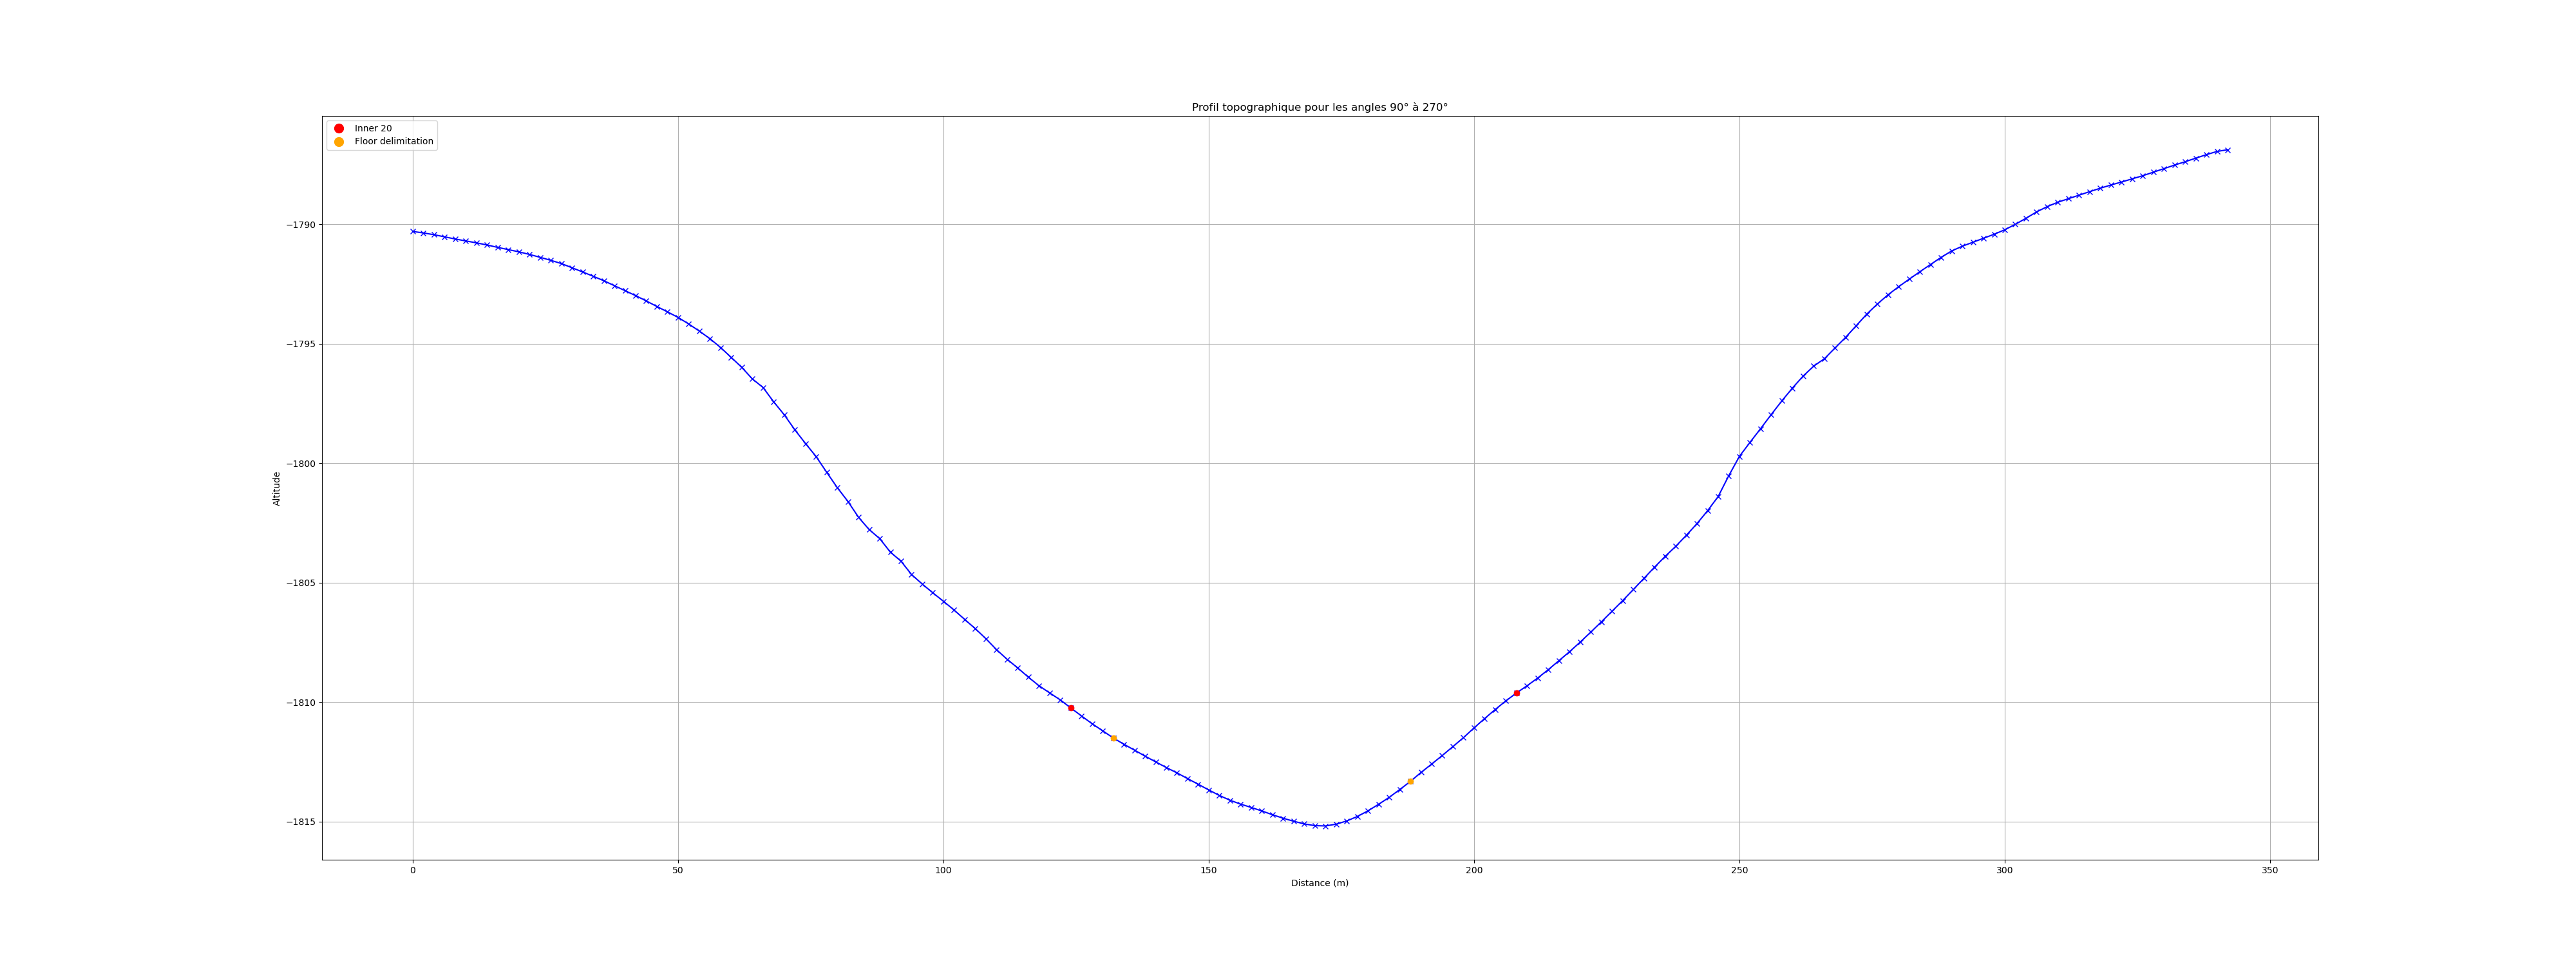 Profil topographique pour les angles 90° à 270°
Inner 20
Floor delimitation
Altitude
−1790
−1795
−1800
−1805
−1810
−1815
0 50 100 150 200 250 300 350
Distance (m)